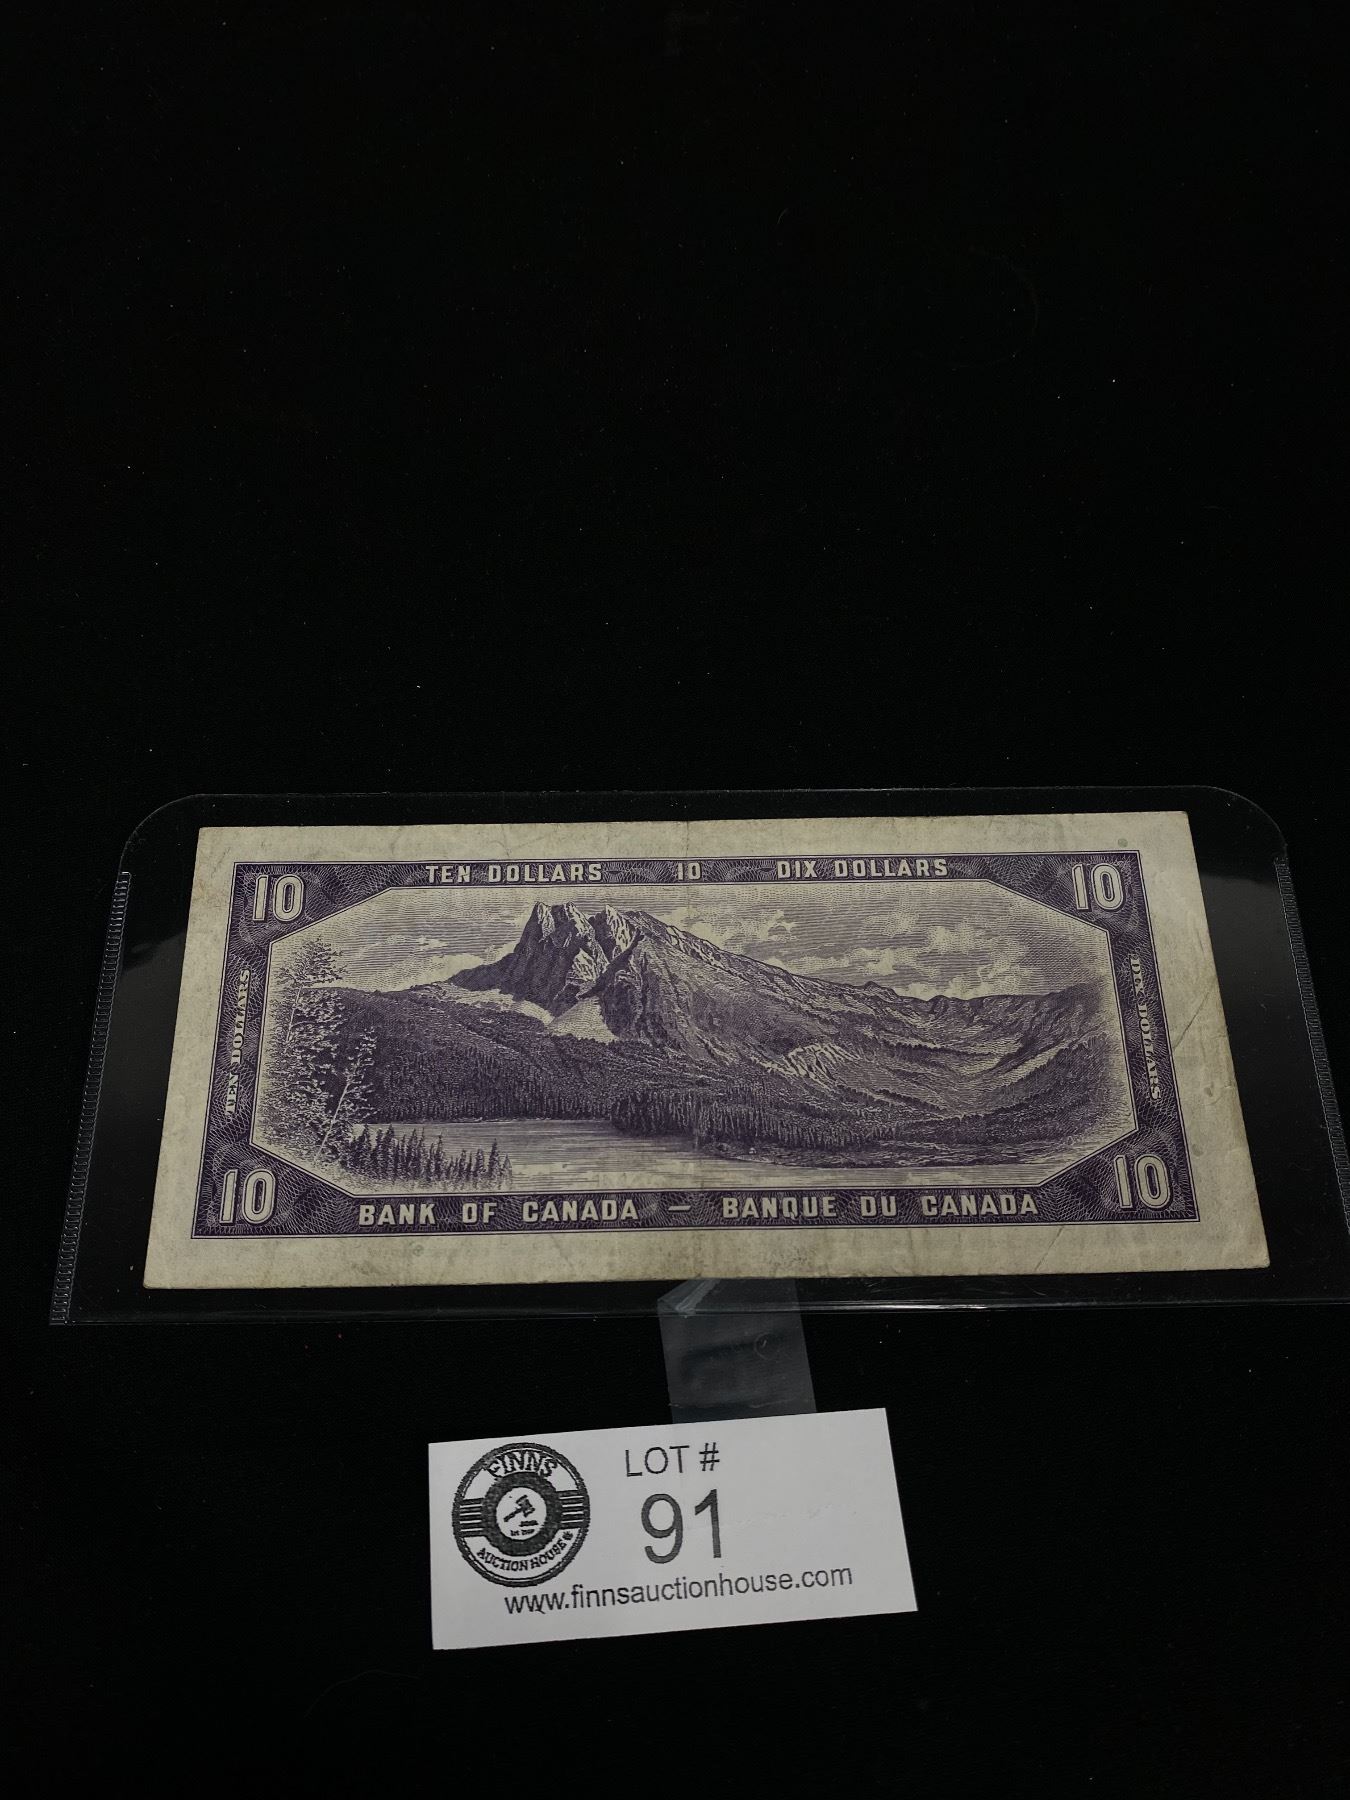 TEN DOLLARS 10 DIX DOLLARS
10 10
TEN DOLLARS
DIX DOLLARS
10 10
BANK OF CANADA — BANQUE DU CANADA
FINNS
AUCTION HOUSE
LOT #
91
www.finnsauctionhouse.com